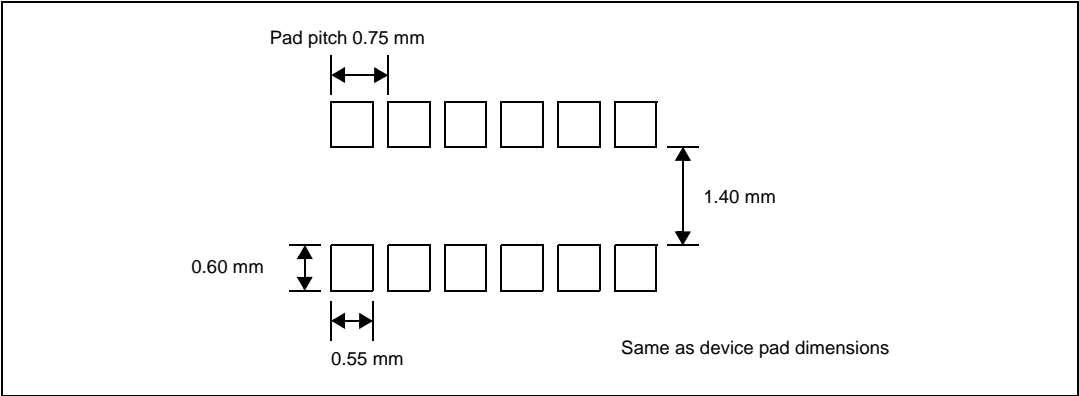 Pad pitch 0.75 mm
1.40 mm
0.60 mm
0.55 mm
Same as device pad dimensions